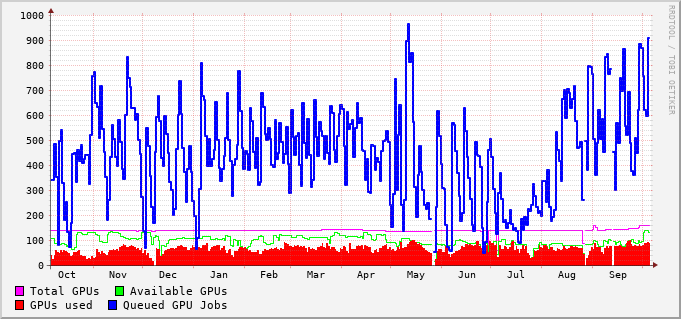 1000
900
800
700
600
500
400
300
200
100
0
Oct Nov Dec Jan Feb Mar Apr May Jun Jul Aug Sep
Total GPUs Available GPUs
GPUs used Queued GPU Jobs
RRDTOOL / TOBI OETIKER